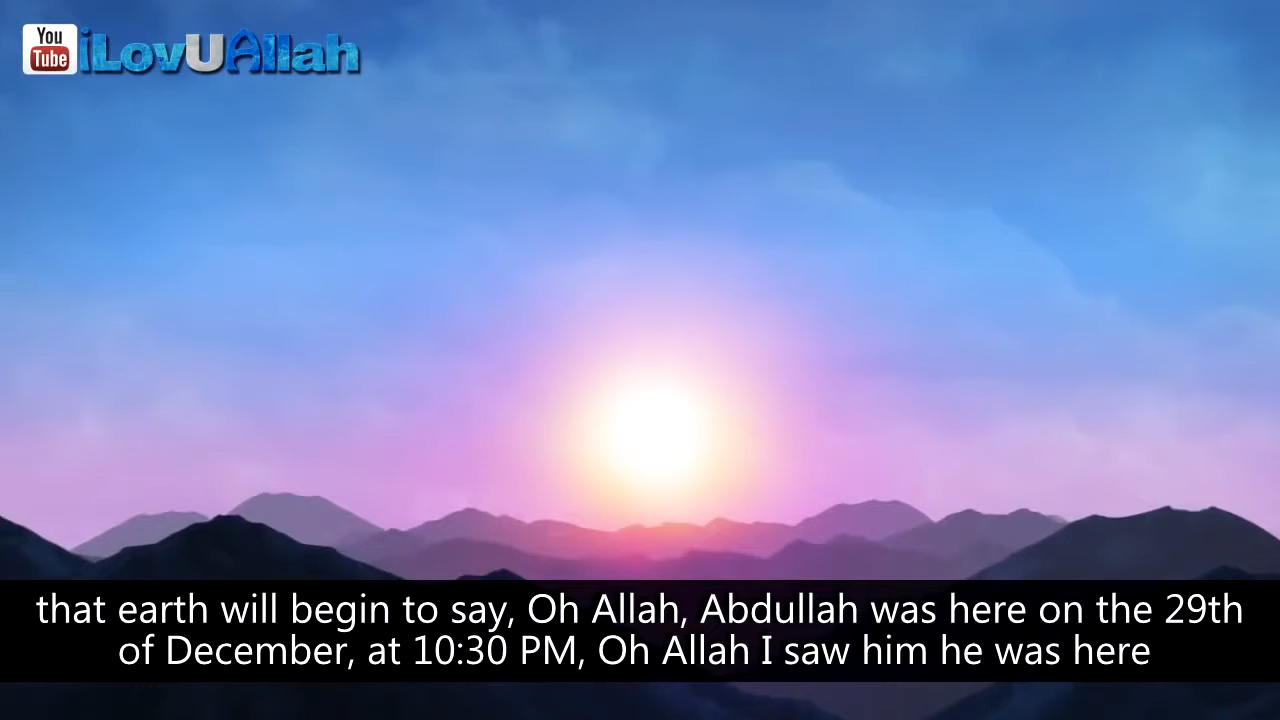 You
Tube
iLovUAllah
that earth will begin to say, Oh Allah, Abdullah was here on the 29th
of December, at 10:30 PM, Oh Allah I saw him he was here